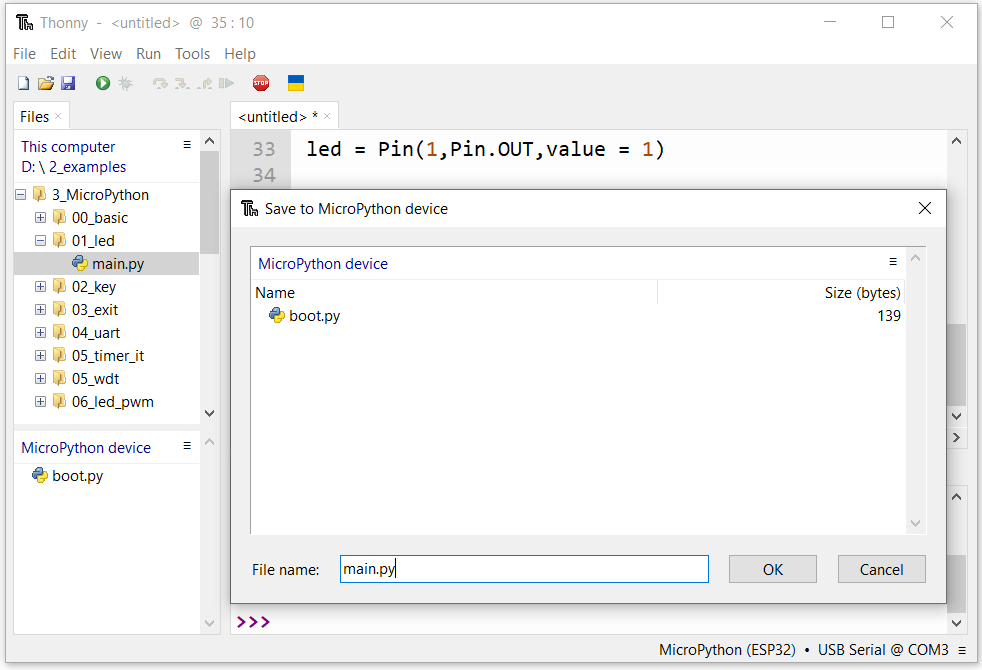 Thonny - <untitled> @ 35 : 10
File Edit View Run Tools Help
STOP
Files ×
<untitled> * ×
This computer
D: \ 2_examples
3_MicroPython
00_basic
01_led
main.py
02_key
03_exit
04_uart
05_timer_it
05_wdt
06_led_pwm
MicroPython device
boot.py
33 led = Pin(1,Pin.OUT,value = 1)
34
Save to MicroPython device
MicroPython device
Name Size (bytes)
boot.py 139
File name: main.py OK Cancel
>>>
MicroPython (ESP32) • USB Serial @ COM3 ≡